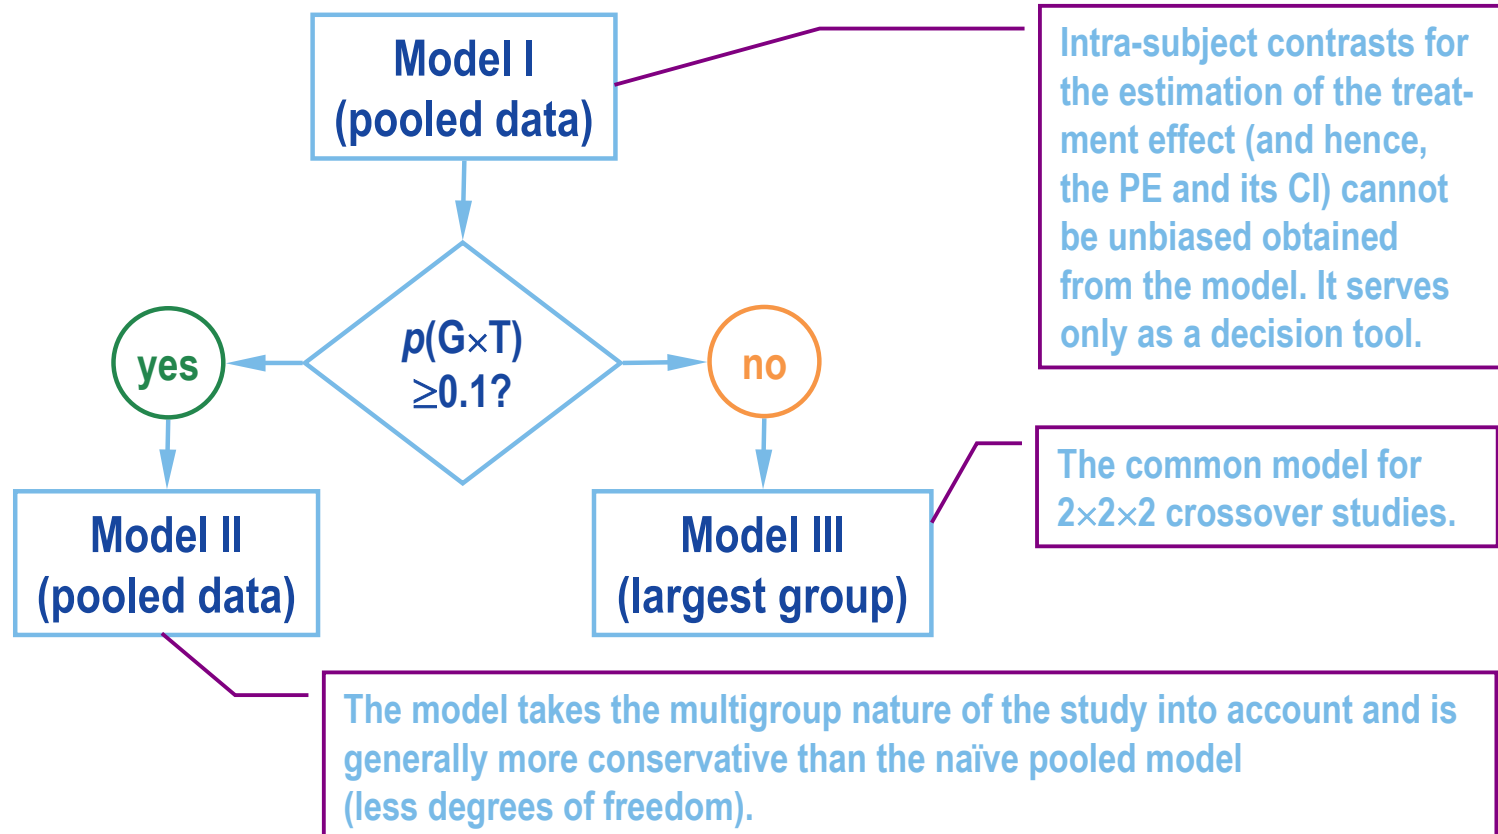 Model I
(pooled data)
Intra-subject contrasts for
the estimation of the treat-
ment effect (and hence,
the PE and its CI) cannot
be unbiased obtained
from the model. It serves
only as a decision tool.
yes
p(G×T)
≥0.1?
no
The common model for
2×2×2 crossover studies.
Model II
(pooled data)
Model III
(largest group)
The model takes the multigroup nature of the study into account and is
generally more conservative than the naïve pooled model
(less degrees of freedom).